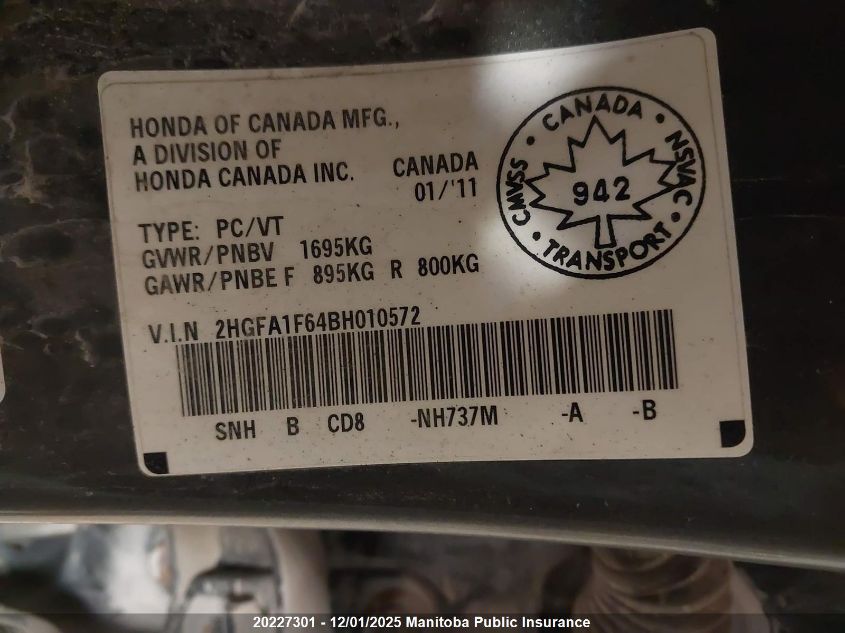 HONDA OF CANADA MFG.,
A DIVISION OF
HONDA CANADA INC.
CANADA
01/'11
TYPE: PC/VT
GVWR/PNBV 1695KG
GAWR/PNBE F 895KG R 800KG
CANADA • NSVAC • TRANSPORT • CMVSS •
942
V.I.N 2HGFA1F64BH010572
SNH B CD8 -NH737M -A -B
20227301 - 12/01/2025 Manitoba Public Insurance